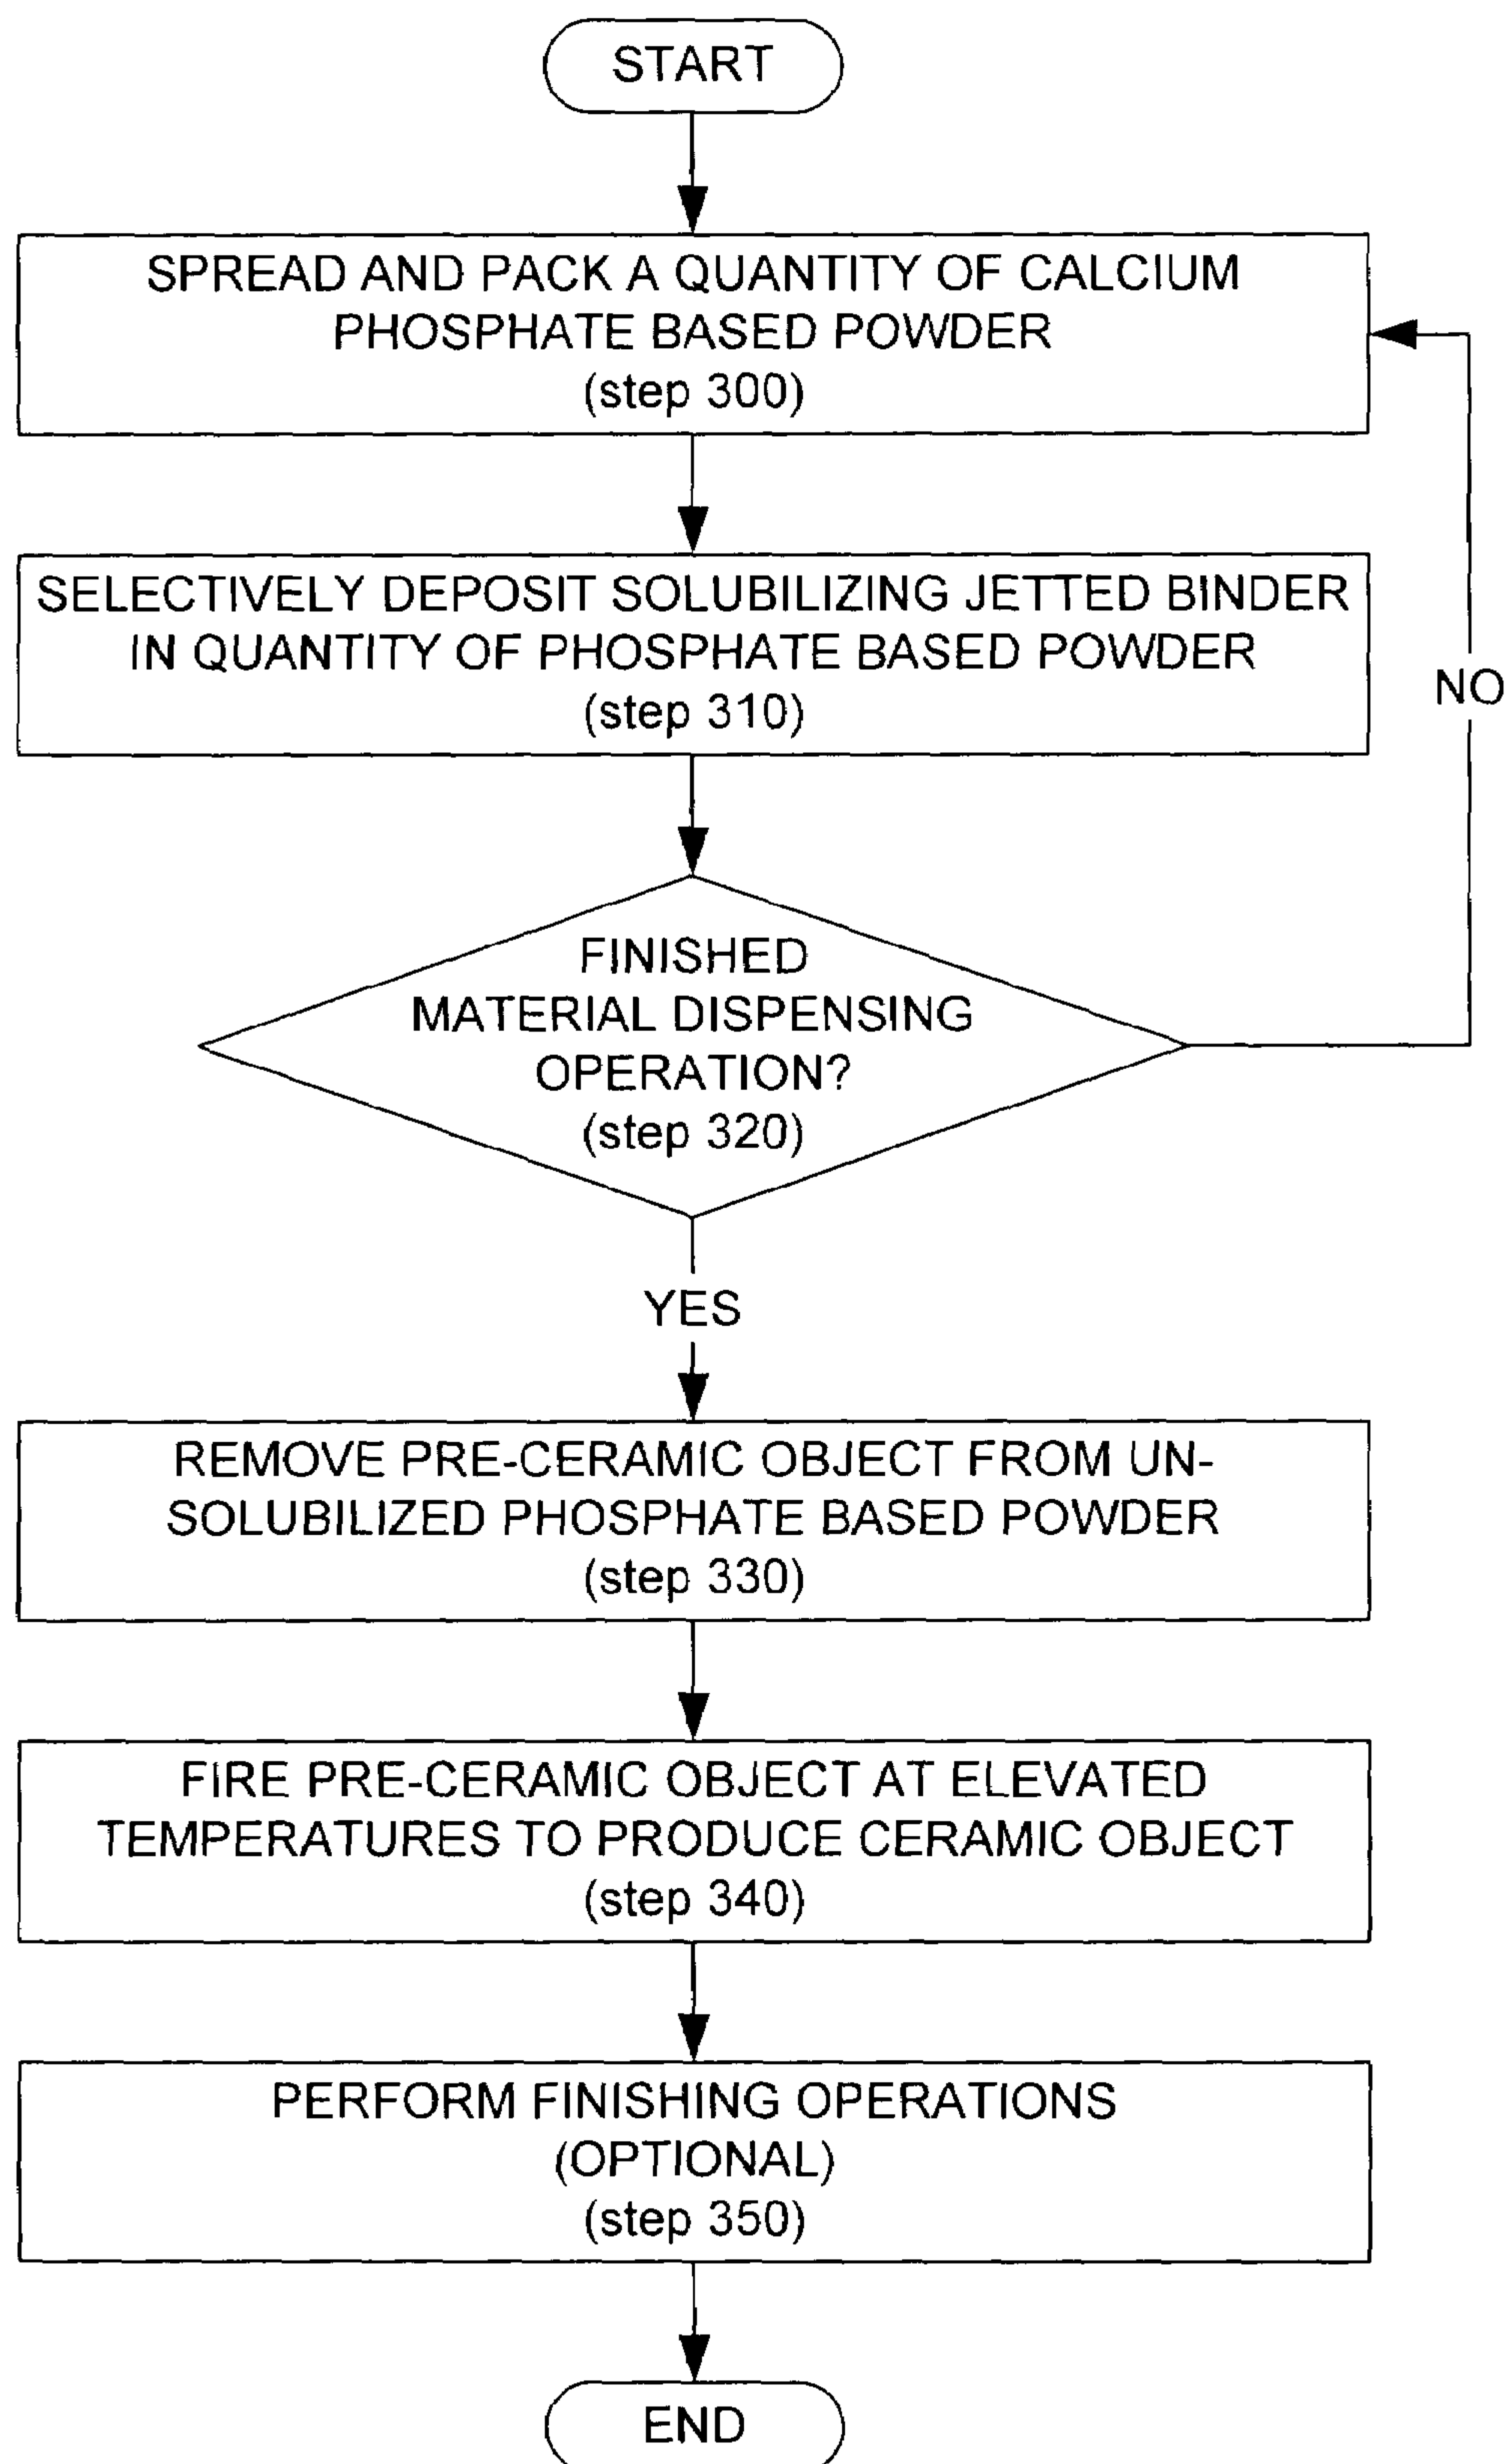 START
SPREAD AND PACK A QUANTITY OF CALCIUM
PHOSPHATE BASED POWDER
(step 300)
SELECTIVELY DEPOSIT SOLUBILIZING JETTED BINDER
IN QUANTITY OF PHOSPHATE BASED POWDER
(step 310)
NO
FINISHED
MATERIAL DISPENSING
OPERATION?
(step 320)
YES
REMOVE PRE-CERAMIC OBJECT FROM UN-
SOLUBILIZED PHOSPHATE BASED POWDER
(step 330)
FIRE PRE-CERAMIC OBJECT AT ELEVATED
TEMPERATURES TO PRODUCE CERAMIC OBJECT
(step 340)
PERFORM FINISHING OPERATIONS
(OPTIONAL)
(step 350)
END